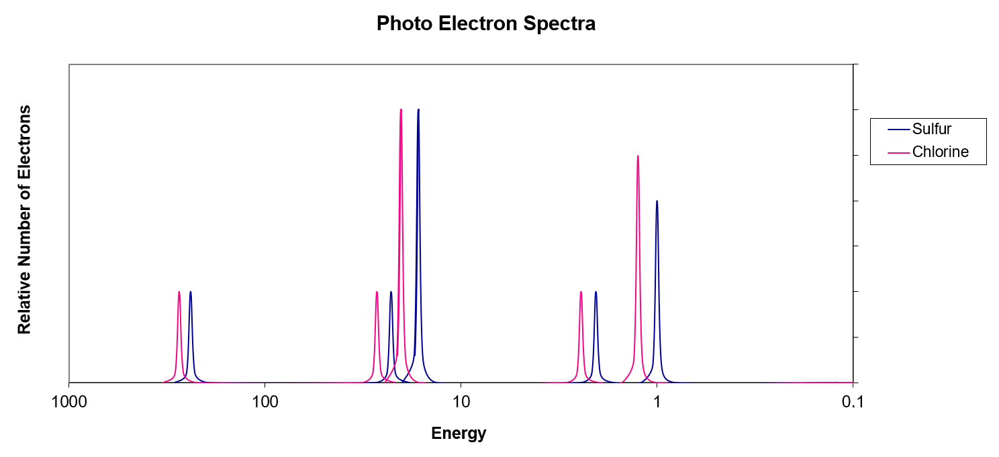 Photo Electron Spectra
Relative Number of Electrons
Sulfur
Chlorine
1000 100 10 1 0.1
Energy